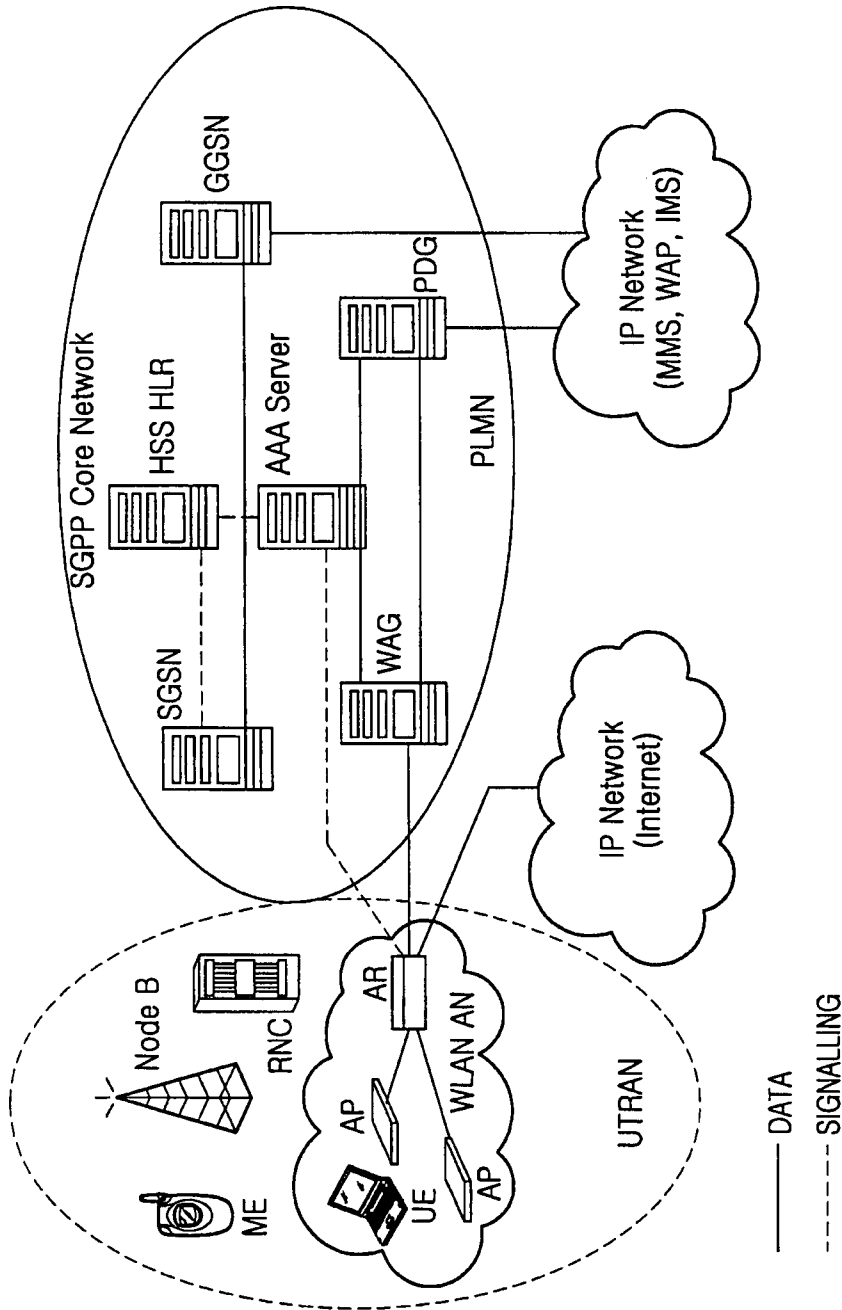 SGPP Core Network
HSS HLR
SGSN
GGSN
AAA Server
WAG
PDG
PLMN
Node B
RNC
ME
AP
AR
UE
WLAN AN
AP
UTRAN
IP Network
(Internet)
IP Network
(MMS, WAP, IMS)
DATA
SIGNALLING